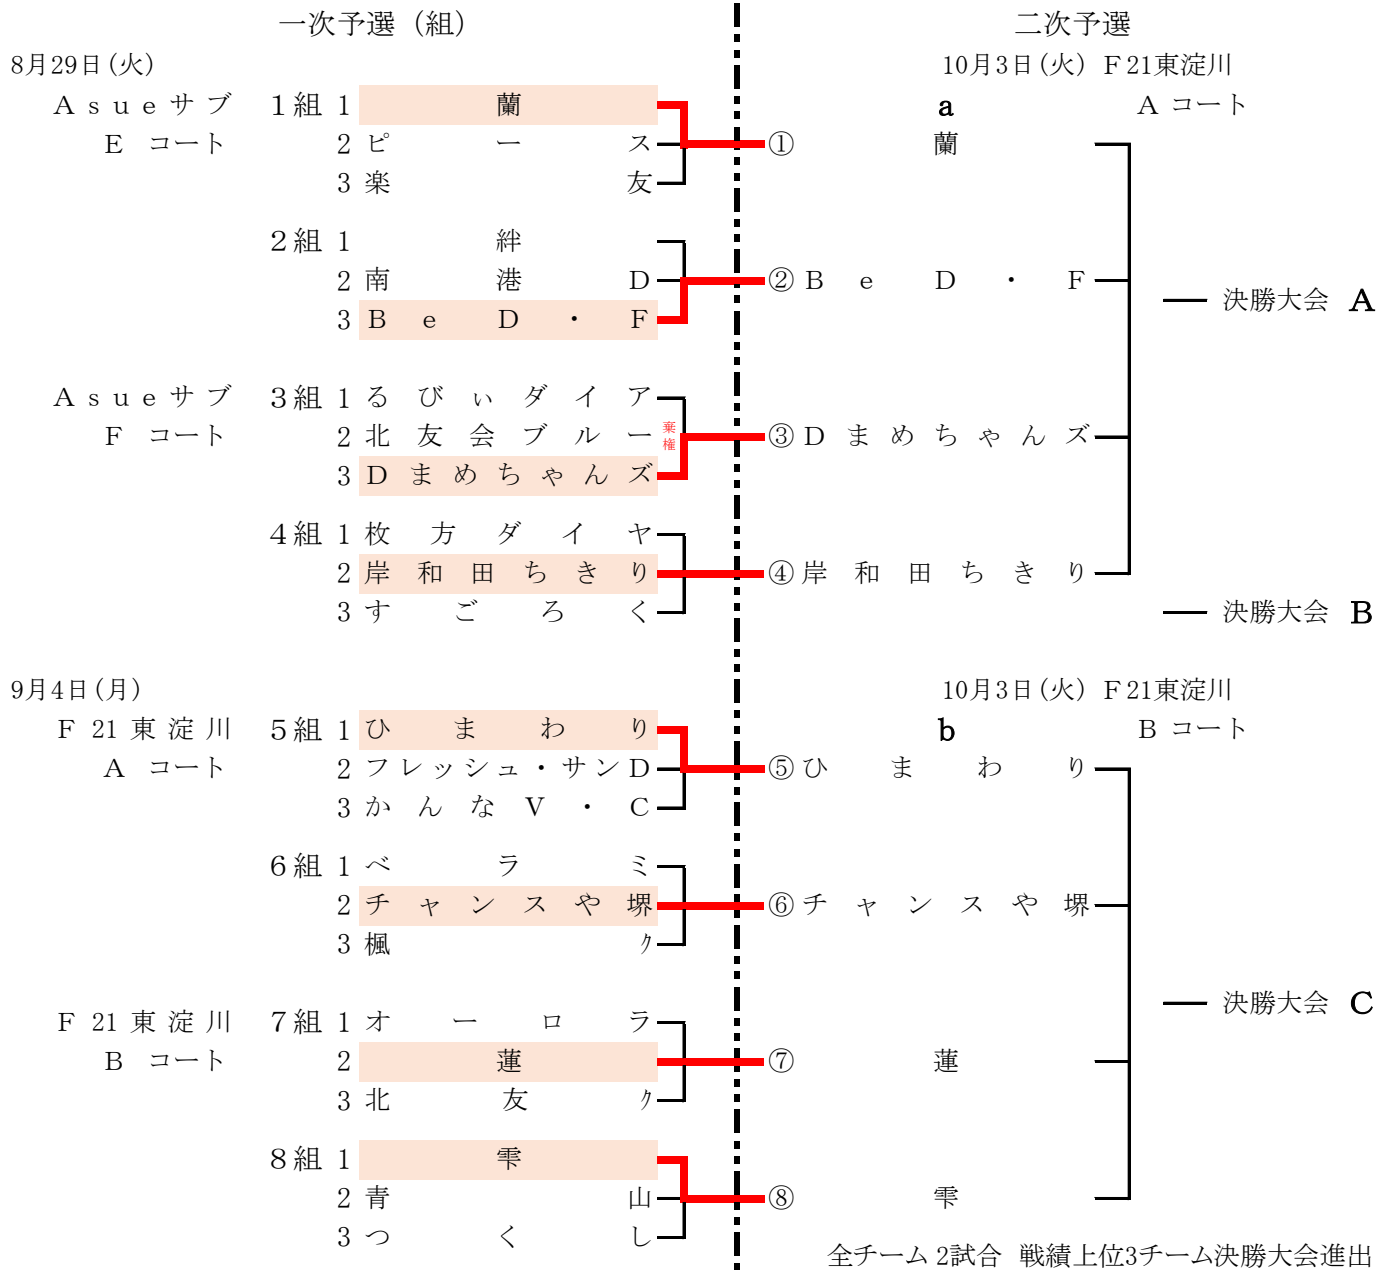 一次予選（組）　二次予選
8月29日(火)　10月3日(火) Ｆ21東淀川
Asueサブ　1組 1 蘭　a　Aコート
E コート　2 ピース　①　蘭
3 楽友
2組 1 絆
2 南港D　② BeD・F
決勝大会 A
3 BeD・F
Asueサブ　3組 1 るびぃダイア
F コート　2 北友会ブルー　棄権　③ Dまめちゃんズ
3 Dまめちゃんズ
4組 1 枚方ダイヤ
2 岸和田ちきり　④ 岸和田ちきり
3 すごろく　決勝大会 B
9月4日(月)　10月3日(火) Ｆ21東淀川
F21東淀川　5組 1 ひまわり　b　Bコート
A コート　2 フレッシュ・サンD　⑤ ひまわり
3 かんなV・C
6組 1 ベラミ
2 チャンスや堺　⑥ チャンスや堺
3 楓ｸ
決勝大会 C
F21東淀川　7組 1 オーロラ
B コート　2 蓮　⑦　蓮
3 北友ｸ
8組 1 雫
2 青山　⑧　雫
3 つくし
全チーム2試合　戦績上位3チーム決勝大会進出